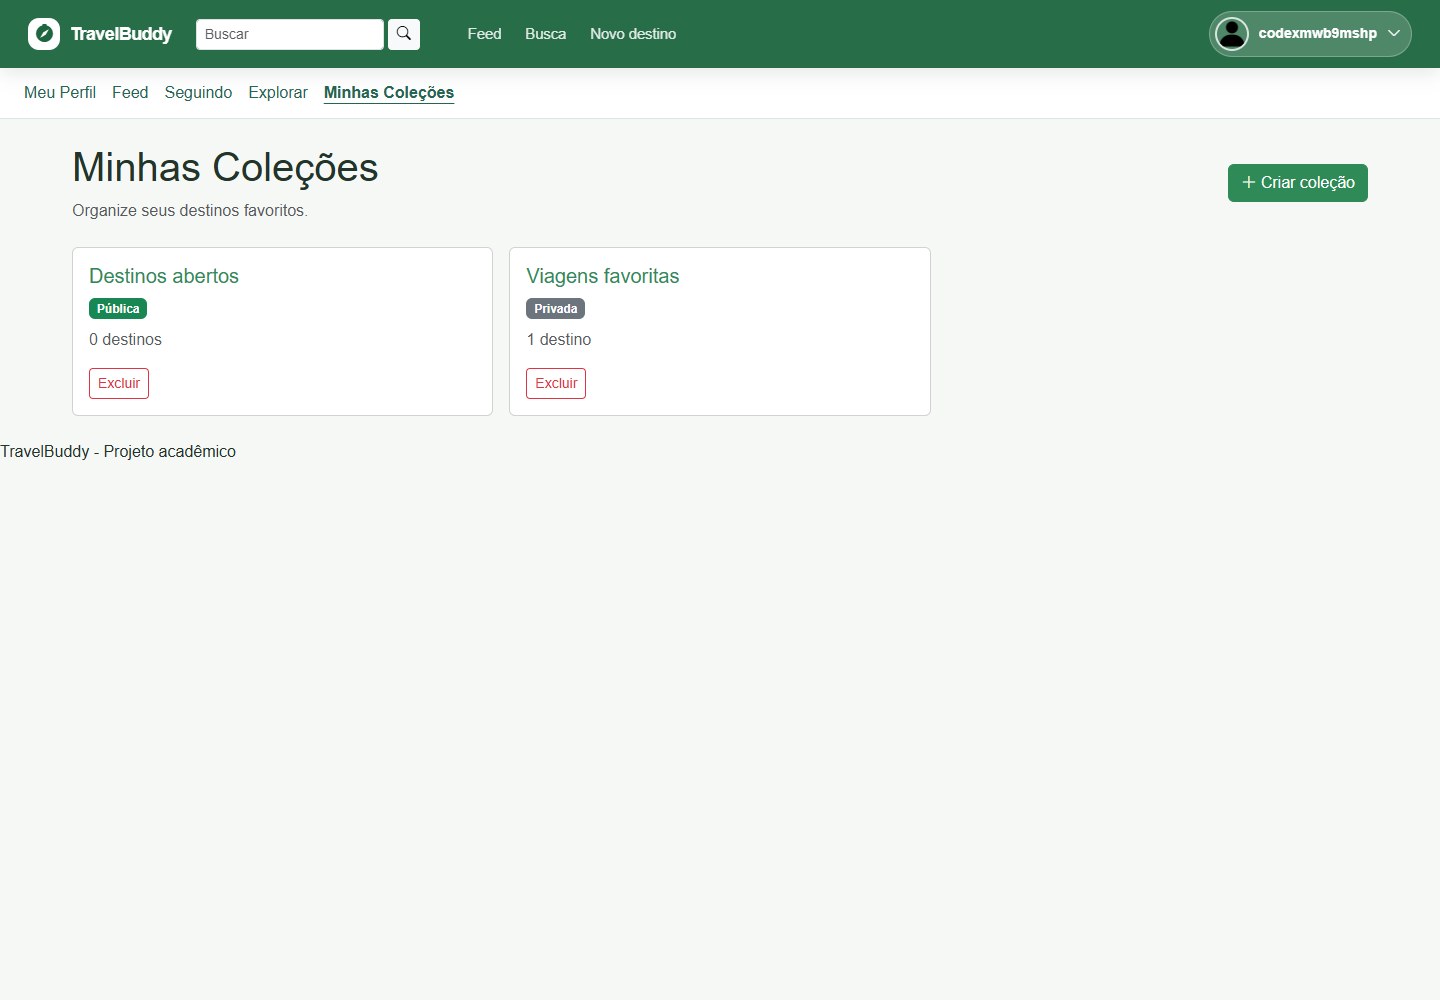 TravelBuddy
Buscar
Feed
Busca
Novo destino
codexmwb9mshp
Meu Perfil
Feed
Seguindo
Explorar
Minhas Coleções
Minhas Coleções
Organize seus destinos favoritos.
Criar coleção
Destinos abertos
Pública
0 destinos
Excluir
Viagens favoritas
Privada
1 destino
Excluir
TravelBuddy - Projeto acadêmico